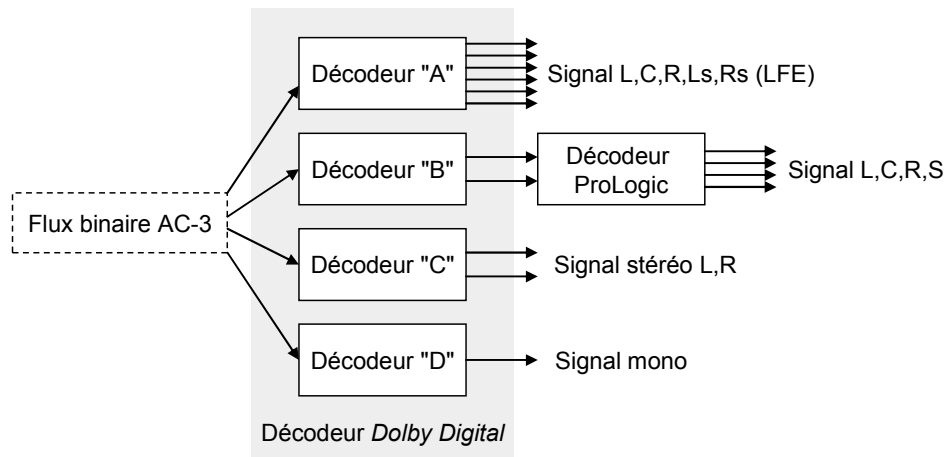 Décodeur "A"
Signal L,C,R,Ls,Rs (LFE)
Décodeur "B"
Décodeur
ProLogic
Signal L,C,R,S
Flux binaire AC-3
Décodeur "C"
Signal stéréo L,R
Décodeur "D"
Signal mono
Décodeur Dolby Digital